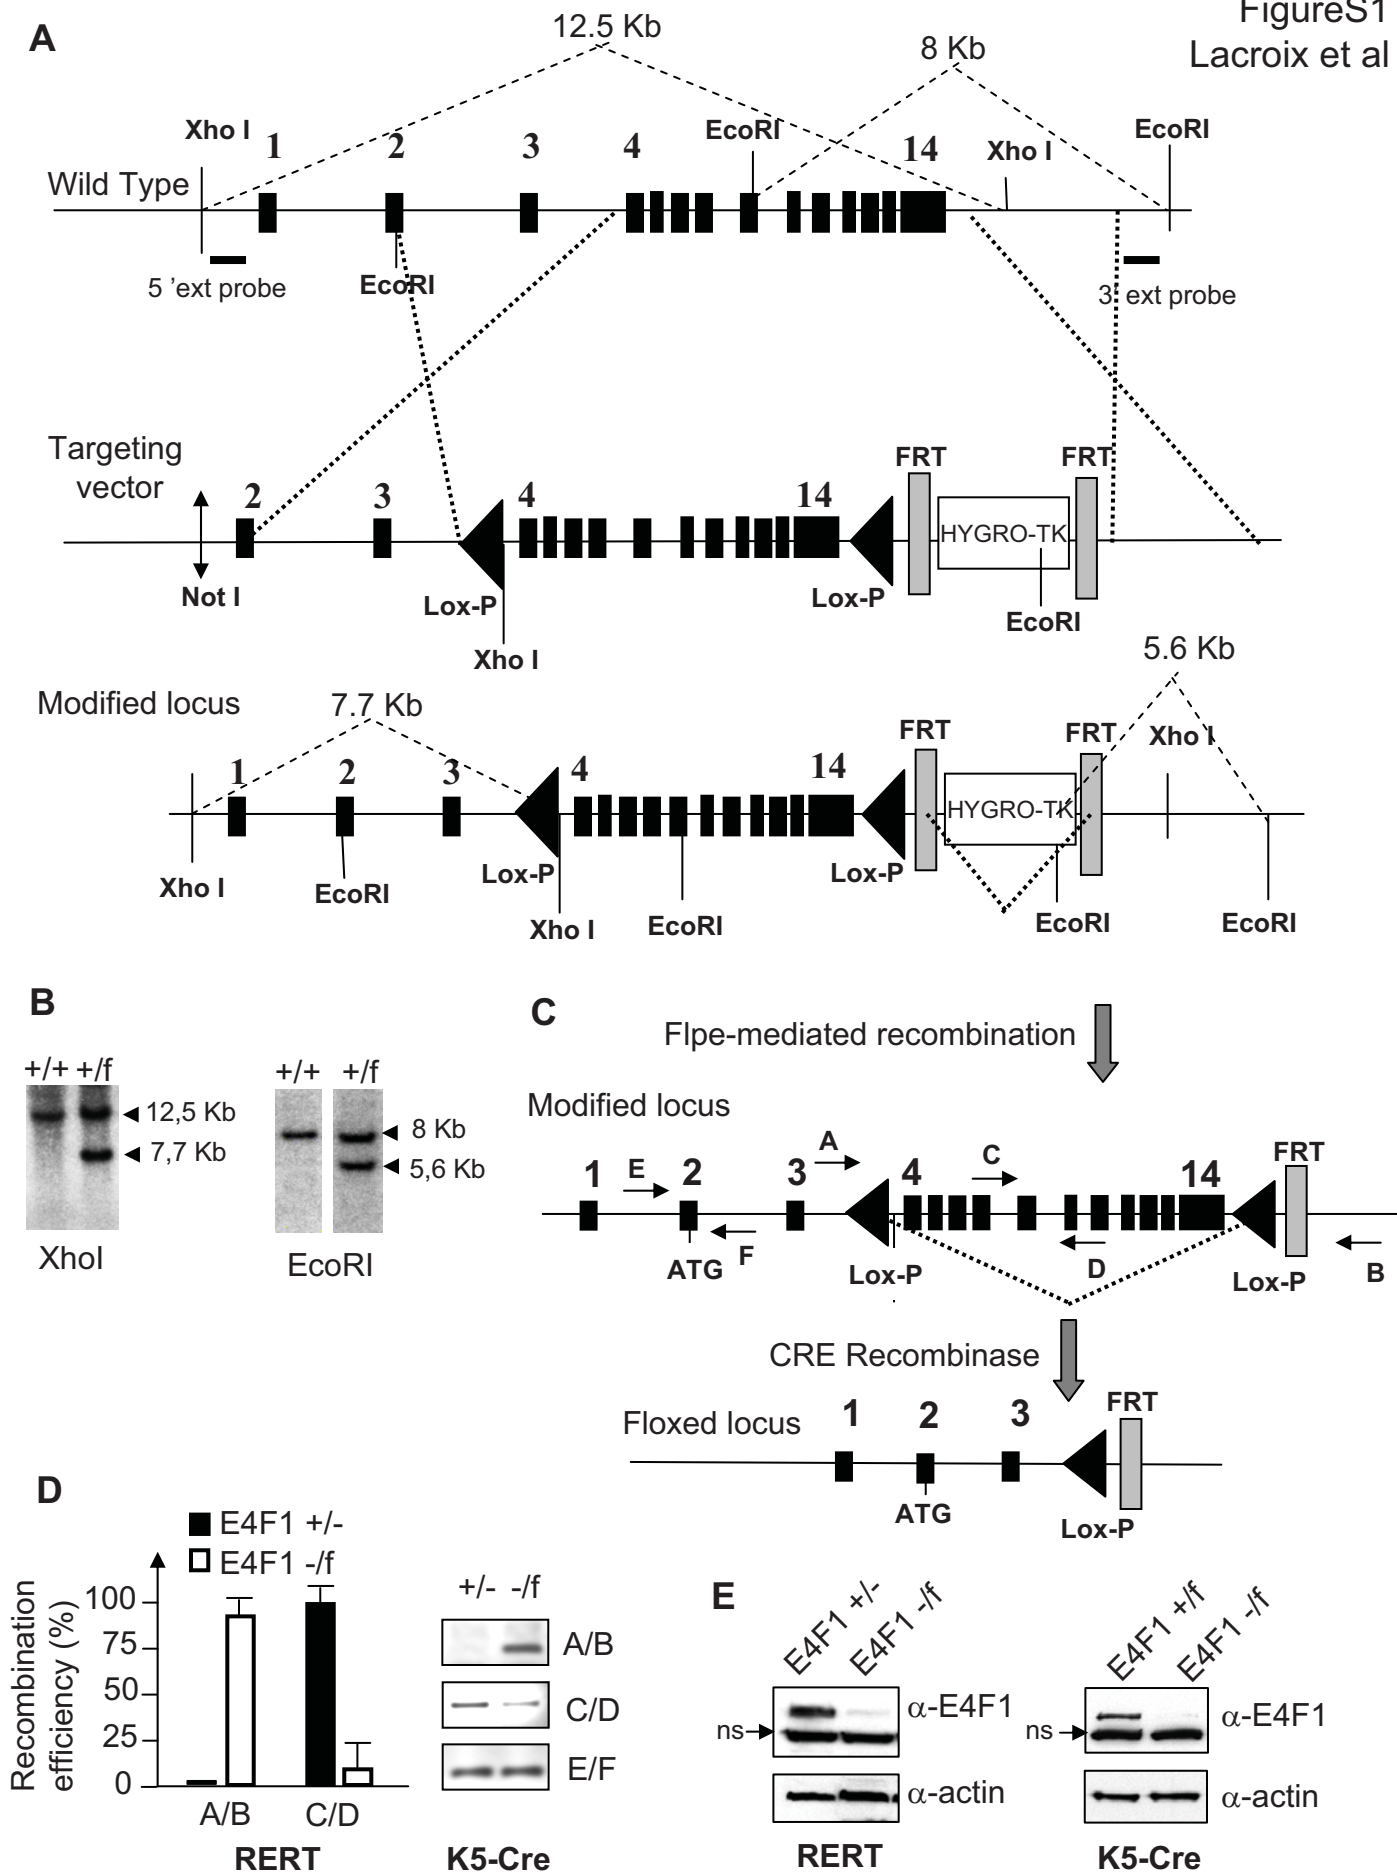 FigureS1
Lacroix et al
A
12.5 Kb
8 Kb
Xho I
1
2
3
4
EcoRI
14
Xho I
EcoRI
Wild Type
5 'ext probe
EcoRI
3' ext probe
Targeting
vector
2
3
4
14
FRT
FRT
HYGRO-TK
Not I
Lox-P
Lox-P
EcoRI
Xho I
5.6 Kb
Modified locus
7.7 Kb
1
2
3
4
14
FRT
FRT
Xho I
HYGRO-TK
Xho I
EcoRI
Lox-P
Xho I
EcoRI
Lox-P
EcoRI
EcoRI
B
+/+ +/f
12,5 Kb
7,7 Kb
XhoI
+/+ +/f
8 Kb
5,6 Kb
EcoRI
C
Flpe-mediated recombination
Modified locus
1
E
2
3
A
4
C
14
FRT
ATG
F
Lox-P
D
Lox-P
B
CRE Recombinase
Floxed locus
1
2
3
FRT
ATG
Lox-P
D
E4F1 +/-
E4F1 -/f
Recombination
efficiency (%)
100
75
50
25
0
A/B
C/D
RERT
+/- -/f
A/B
C/D
E/F
K5-Cre
E
E4F1 +/-
E4F1 -/f
ns
α-E4F1
α-actin
RERT
E4F1 +/f
E4F1 -/f
ns
α-E4F1
α-actin
K5-Cre